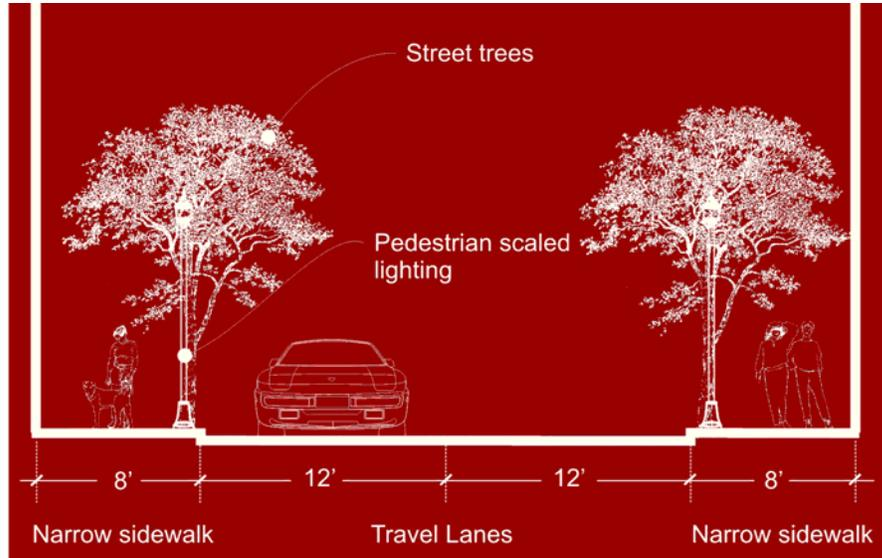 Street trees
Pedestrian scaled
lighting
8’ 12’ 12’ 8’
Narrow sidewalk Travel Lanes Narrow sidewalk